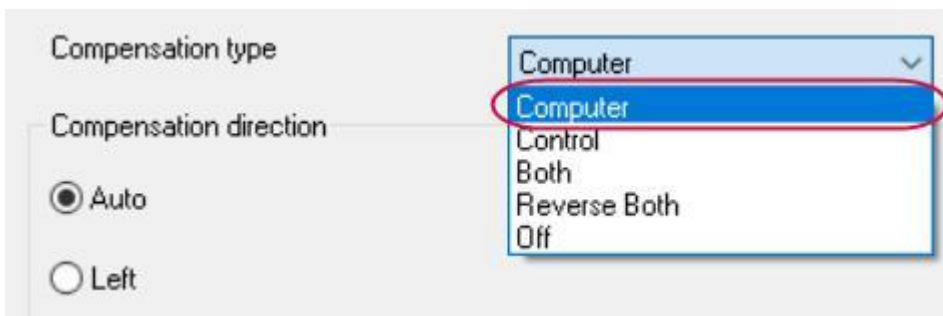 Compensation type
Computer
Computer
Compensation direction
Control
Both
Auto
Reverse Both
Off
Left